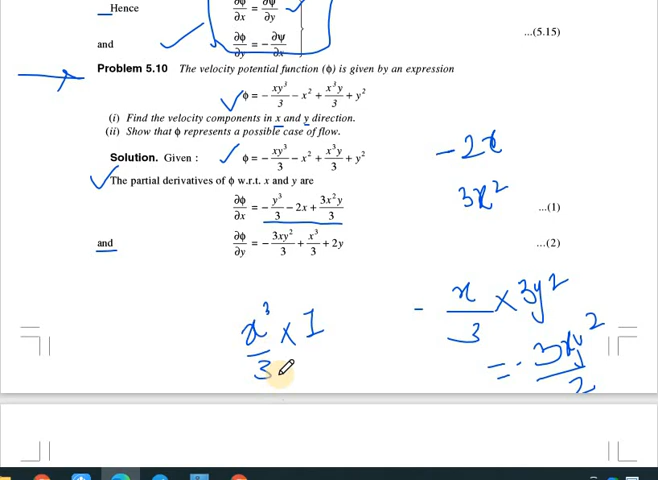 Hence ∂φ/∂x = ∂ψ/∂y
and ∂φ/∂y = −∂ψ/∂x ...(5.15)
Problem 5.10 The velocity potential function (φ) is given by an expression
φ = − xy³/3 − x² + x³y/3 + y²
(i) Find the velocity components in x and y direction.
(ii) Show that φ represents a possible case of flow.
Solution. Given : φ = − xy³/3 − x² + x³y/3 + y²
The partial derivatives of φ w.r.t. x and y are
∂φ/∂x = − y³/3 − 2x + 3x²y/3 ...(1)
and ∂φ/∂y = − 3xy²/3 + x³/3 + 2y ...(2)
− 2x
3x²
− x/3 × 3y²
x³/3 × 1